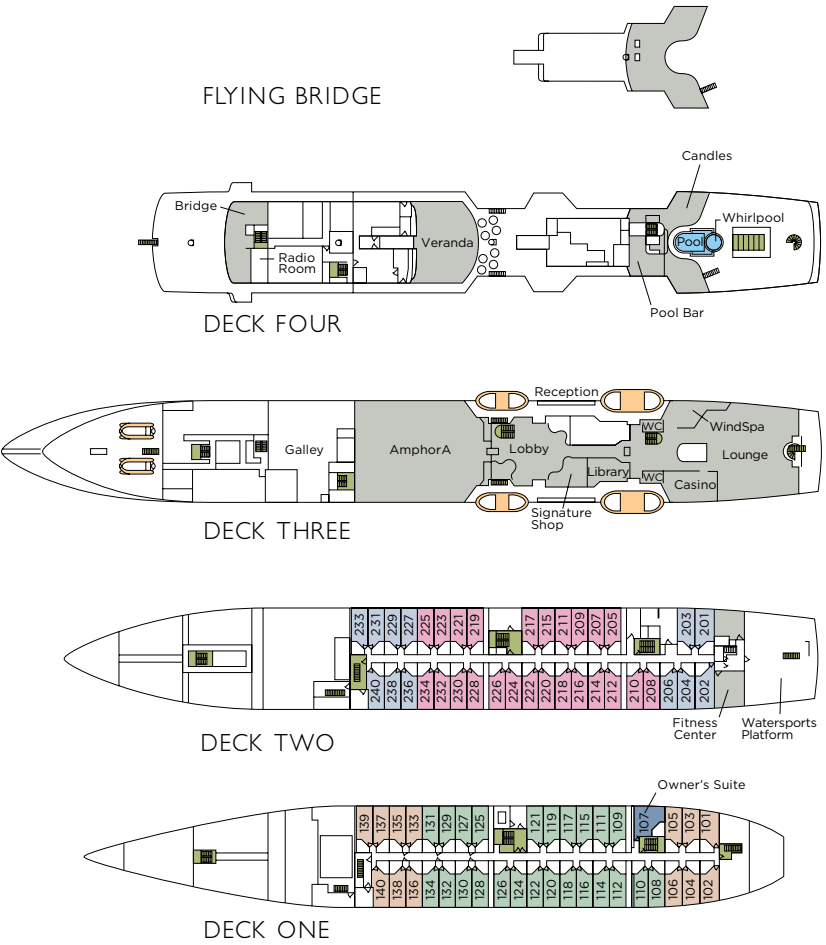 FLYING BRIDGE
Candles
Bridge
Whirlpool
Veranda
Pool
Radio
Room
Pool Bar
DECK FOUR
Reception
WC
WindSpa
Galley
AmphorA
Lobby
Lounge
Library
WC
Casino
Signature
Shop
DECK THREE
233 231 229 227 225 223 221 219 217 215 211 209 207 205 203 201
240 238 236 234 232 230 228 226 224 222 220 218 216 214 212 210 208 206 204 202
Fitness
Center
Watersports
Platform
DECK TWO
Owner's Suite
139 137 135 133 131 129 127 125 121 119 117 115 111 109 107 105 103 101
140 138 136 134 132 130 128 126 124 122 120 118 116 114 112 110 108 106 104 102
DECK ONE